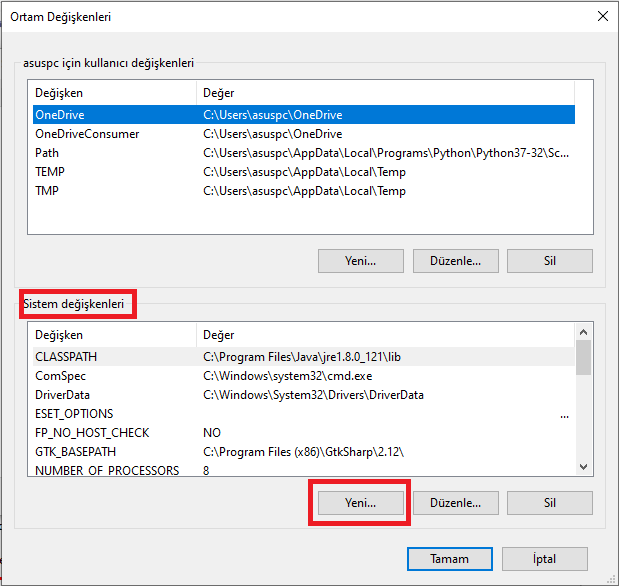 Ortam Değişkenleri
asuspc için kullanıcı değişkenleri
Değişken Değer
OneDrive C:\Users\asuspc\OneDrive
OneDriveConsumer C:\Users\asuspc\OneDrive
Path C:\Users\asuspc\AppData\Local\Programs\Python\Python37-32\Sc...
TEMP C:\Users\asuspc\AppData\Local\Temp
TMP C:\Users\asuspc\AppData\Local\Temp
Yeni... Düzenle... Sil
Sistem değişkenleri
Değişken Değer
CLASSPATH C:\Program Files\Java\jre1.8.0_121\lib
ComSpec C:\Windows\system32\cmd.exe
DriverData C:\Windows\System32\Drivers\DriverData
ESET_OPTIONS ...
FP_NO_HOST_CHECK NO
GTK_BASEPATH C:\Program Files (x86)\GtkSharp\2.12\
NUMBER_OF_PROCESSORS 8
Yeni... Düzenle... Sil
Tamam İptal